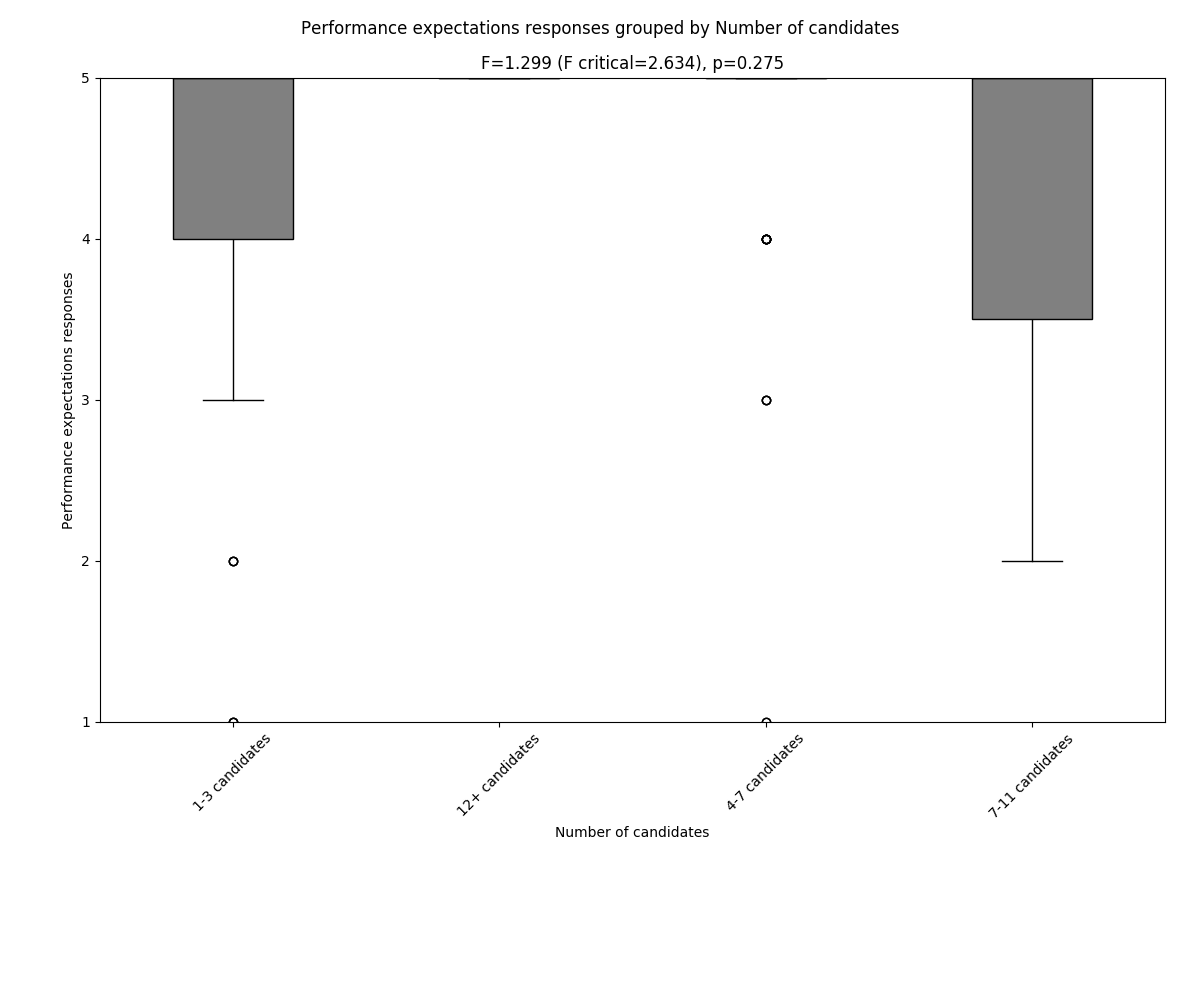 Performance expectations responses grouped by Number of candidates
F=1.299 (F critical=2.634), p=0.275
5
4
3
2
1
Performance expectations responses
1-3 candidates
12+ candidates
4-7 candidates
7-11 candidates
Number of candidates